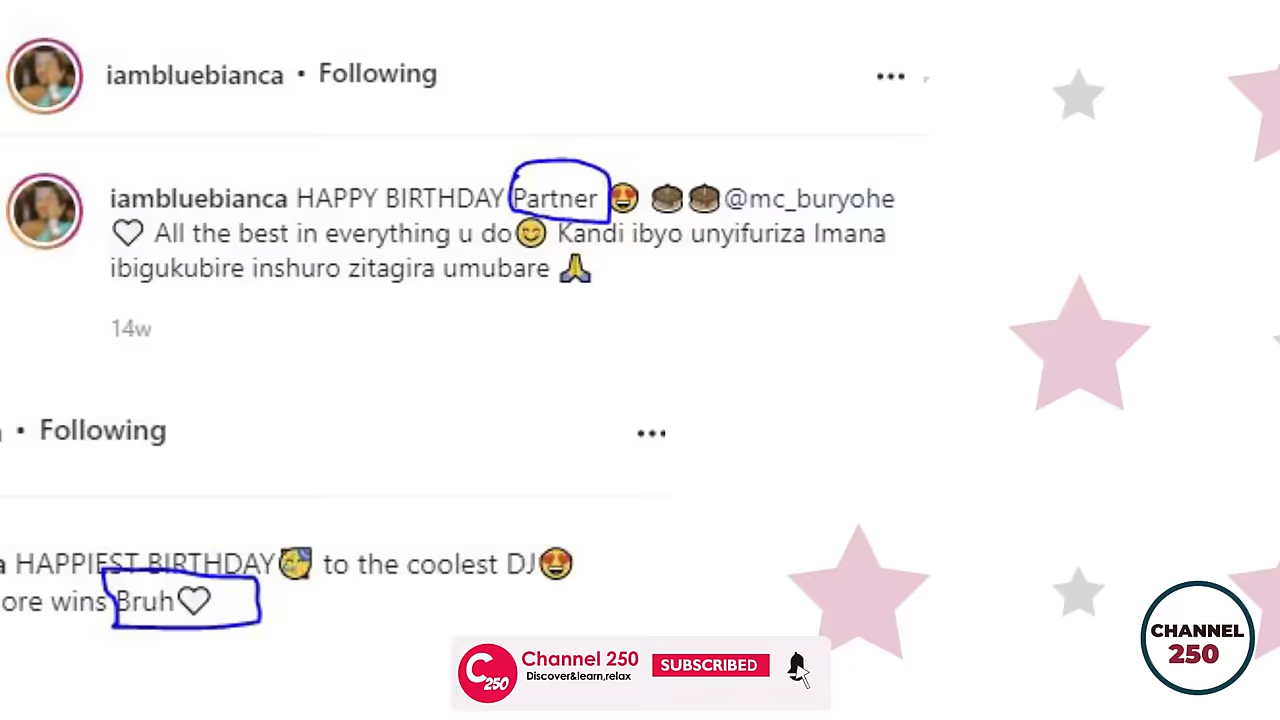 iambluebianca • Following
iambluebianca HAPPY BIRTHDAY Partner 😍 🎂🎂@mc_buryohe
🤍 All the best in everything u do😊 Kandi ibyo unyifuriza Imana
ibigukubire inshuro zitagira umubare 🙏
14w
• Following
HAPPIEST BIRTHDAY🥳 to the coolest DJ😍
ore wins Bruh🤍
C250
Channel 250
Discover&learn,relax
SUBSCRIBED
CHANNEL
250